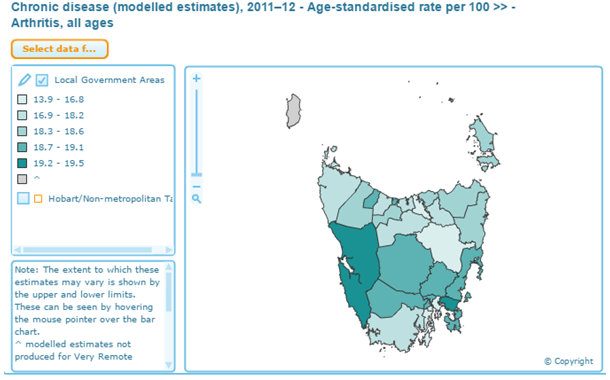 Chronic disease (modelled estimates), 2011–12 - Age-standardised rate per 100 >> -
Arthritis, all ages
Select data f...
Local Government Areas
13.9 - 16.8
16.9 - 18.2
18.3 - 18.6
18.7 - 19.1
19.2 - 19.5
^
Hobart/Non-metropolitan Ta
Note: The extent to which these
estimates may vary is shown by
the upper and lower limits.
These can be seen by hovering
the mouse pointer over the bar
chart.
^ modelled estimates not
produced for Very Remote
© Copyright